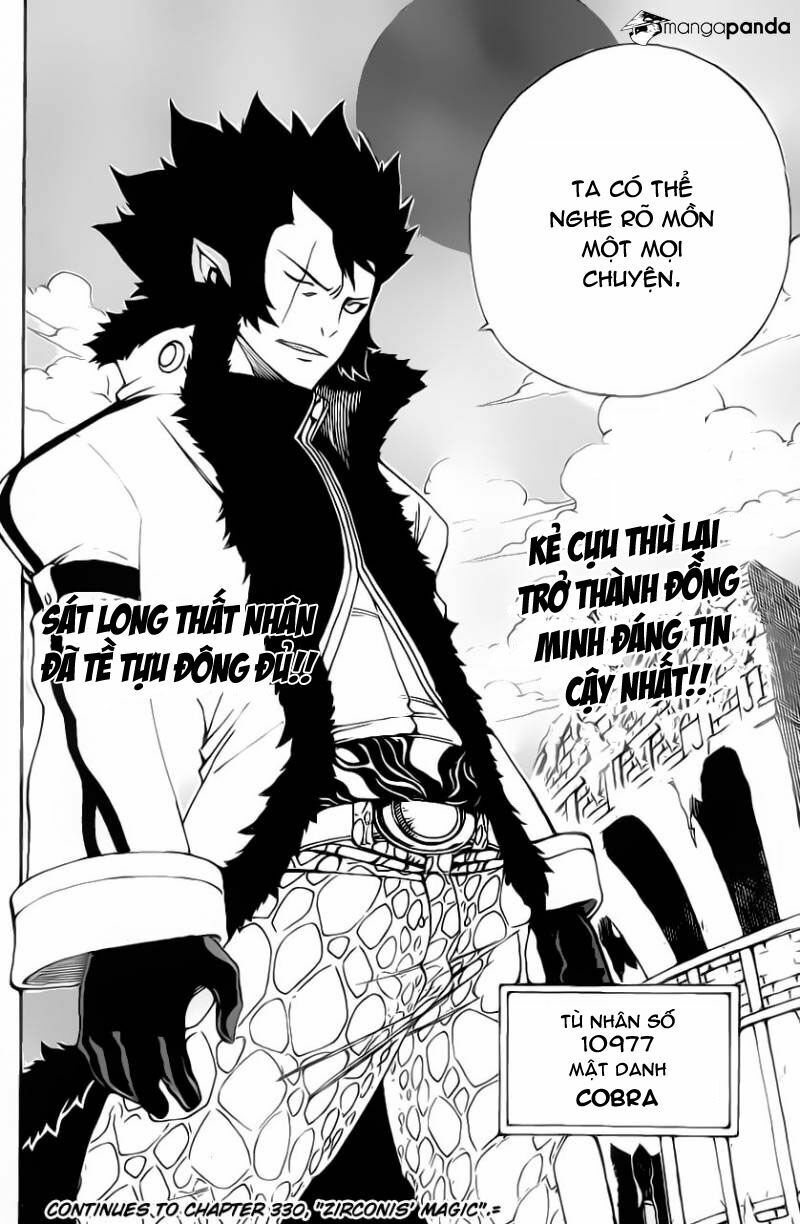 mangapanda
TA CÓ THỂ
NGHE RÕ MỒN
MỘT MỌI
CHUYỆN.
KẺ CỰU THÙ LẠI
TRỞ THÀNH ĐỒNG
MINH ĐÁNG TIN
CẬY NHẤT!!
SÁT LONG THẤT NHÂN
ĐÃ TỀ TỰU ĐÔNG ĐỦ!!
TÙ NHÂN SỐ
10977
MẬT DANH
COBRA
CONTINUES TO CHAPTER 330, "ZIRCONIS' MAGIC".=